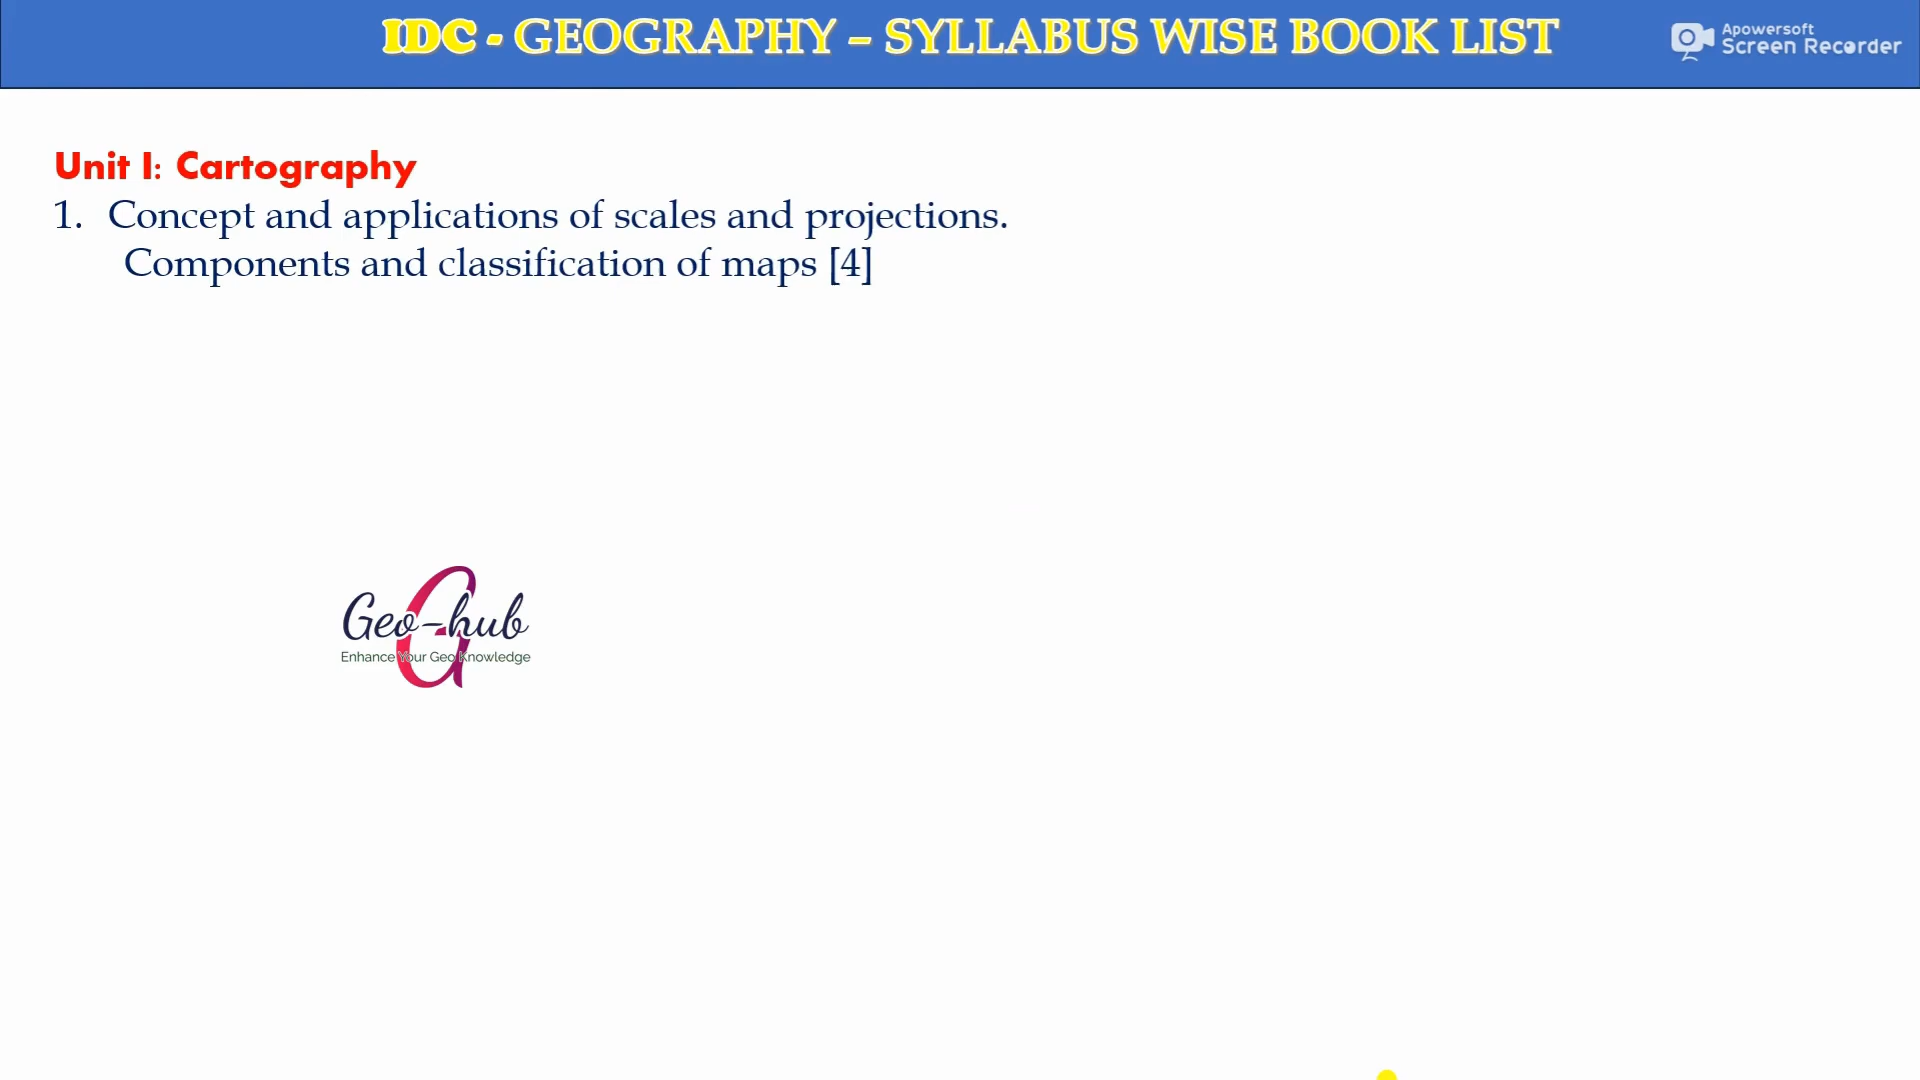 IDC - GEOGRAPHY – SYLLABUS WISE BOOK LIST
Apowersoft
Screen Recorder
Unit I: Cartography
1. Concept and applications of scales and projections.
Components and classification of maps [4]
Geo-hub
Enhance Your Geo Knowledge